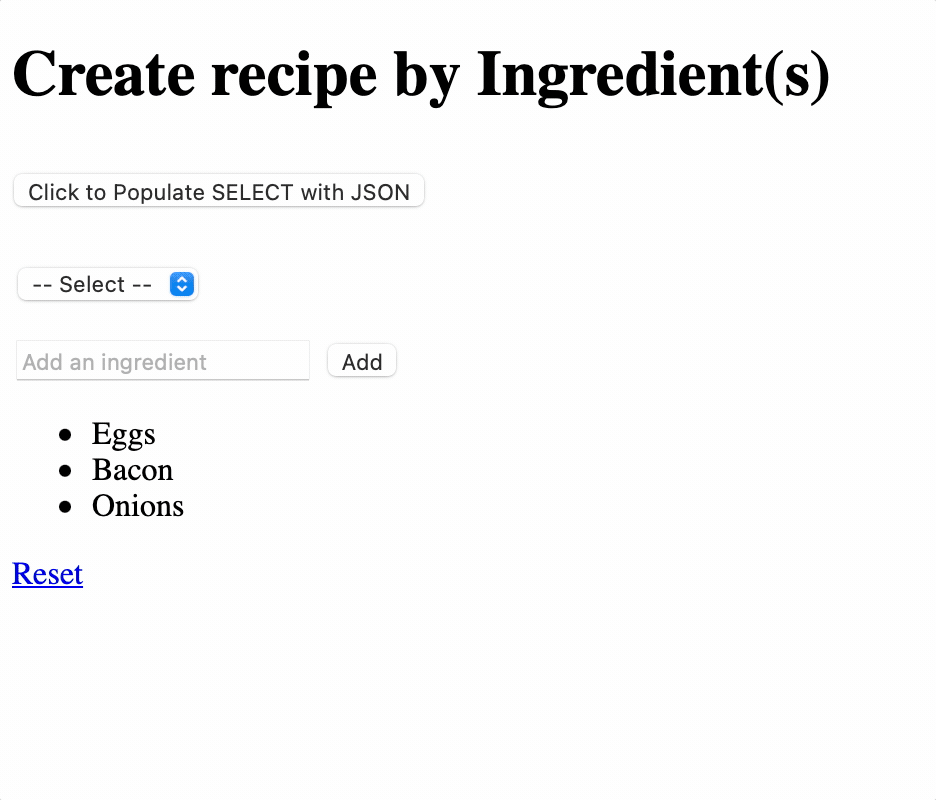 Create recipe by Ingredient(s)
Click to Populate SELECT with JSON
-- Select --
Add an ingredient Add
Eggs
Bacon
Onions
Reset